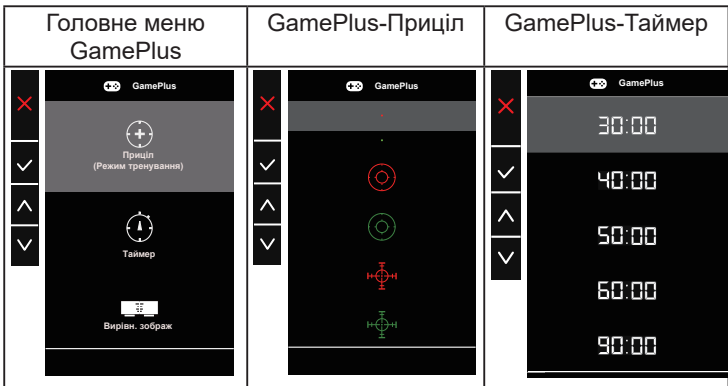 Головне меню
GamePlus
GamePlus-Приціл
GamePlus-Таймер
GamePlus
Приціл
(Режим тренування)
Таймер
Вирівн. зображ
GamePlus
GamePlus
30:00
40:00
50:00
60:00
90:00